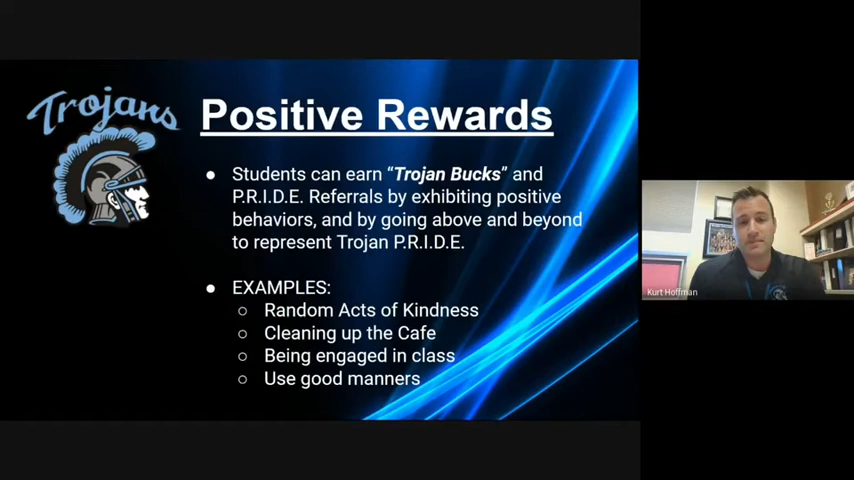 Trojans
Positive Rewards
● Students can earn “Trojan Bucks” and
P.R.I.D.E. Referrals by exhibiting positive
behaviors, and by going above and beyond
to represent Trojan P.R.I.D.E.
● EXAMPLES:
○ Random Acts of Kindness
○ Cleaning up the Cafe
○ Being engaged in class
○ Use good manners
Kurt Hoffman